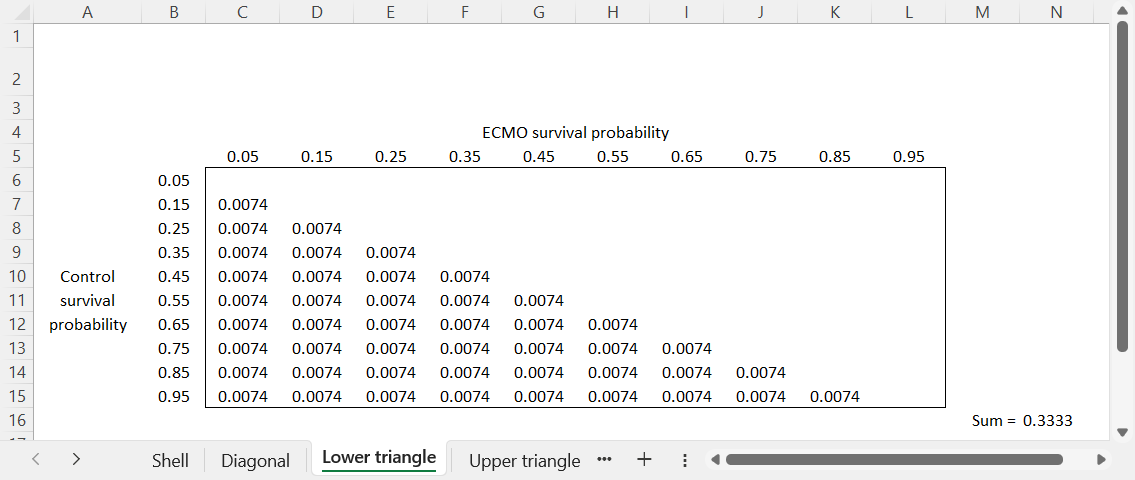 A B C D E F G H I J K L M N
1
2
3
4 ECMO survival probability
5 0.05 0.15 0.25 0.35 0.45 0.55 0.65 0.75 0.85 0.95
6 0.05
7 0.15 0.0074
8 0.25 0.0074 0.0074
9 0.35 0.0074 0.0074 0.0074
10 Control 0.45 0.0074 0.0074 0.0074 0.0074
11 survival 0.55 0.0074 0.0074 0.0074 0.0074 0.0074
12 probability 0.65 0.0074 0.0074 0.0074 0.0074 0.0074 0.0074
13 0.75 0.0074 0.0074 0.0074 0.0074 0.0074 0.0074 0.0074
14 0.85 0.0074 0.0074 0.0074 0.0074 0.0074 0.0074 0.0074 0.0074
15 0.95 0.0074 0.0074 0.0074 0.0074 0.0074 0.0074 0.0074 0.0074 0.0074
16 Sum = 0.3333
Shell Diagonal Lower triangle Upper triangle